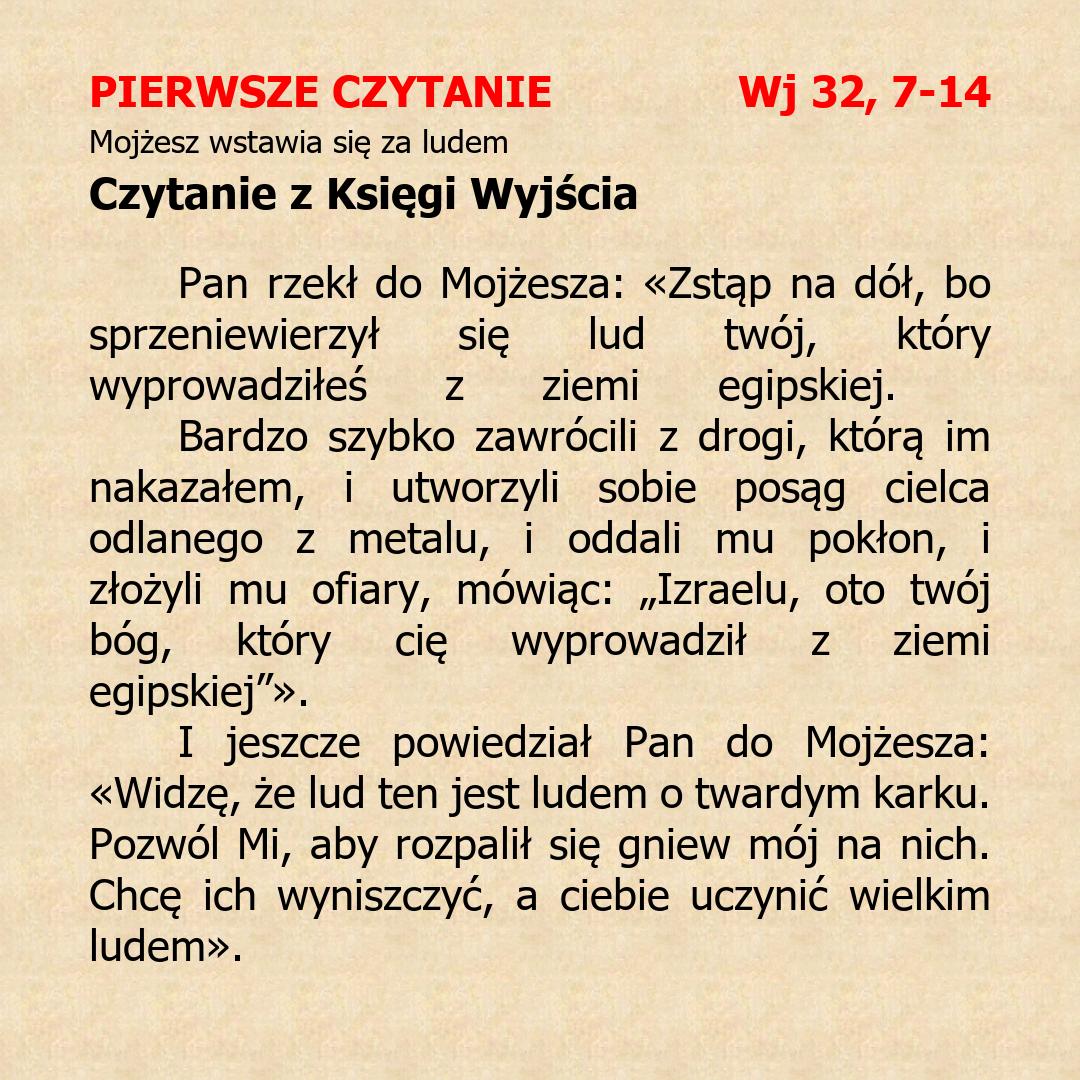 PIERWSZE CZYTANIE Wj 32, 7-14
Mojżesz wstawia się za ludem
Czytanie z Księgi Wyjścia
Pan rzekł do Mojżesza: «Zstąp na dół, bo
sprzeniewierzył się lud twój, który
wyprowadziłeś z ziemi egipskiej.
Bardzo szybko zawrócili z drogi, którą im
nakazałem, i utworzyli sobie posąg cielca
odlanego z metalu, i oddali mu pokłon, i
złożyli mu ofiary, mówiąc: „Izraelu, oto twój
bóg, który cię wyprowadził z ziemi
egipskiej”».
I jeszcze powiedział Pan do Mojżesza:
«Widzę, że lud ten jest ludem o twardym karku.
Pozwól Mi, aby rozpalił się gniew mój na nich.
Chcę ich wyniszczyć, a ciebie uczynić wielkim
ludem».